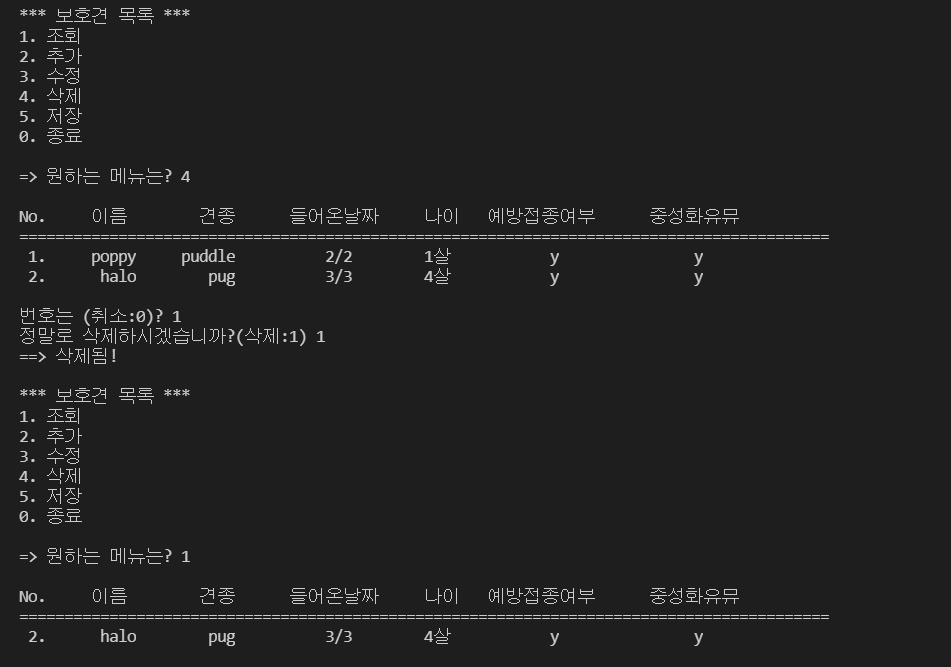 *** 보호견 목록 ***
1. 조회
2. 추가
3. 수정
4. 삭제
5. 저장
0. 종료
=> 원하는 메뉴는? 4
No. 이름 견종 들어온날짜 나이 예방접종여부 중성화유뮤
==========================================================================================
1. poppy puddle 2/2 1살 y y
2. halo pug 3/3 4살 y y
번호는 (취소:0)? 1
정말로 삭제하시겠습니까?(삭제:1) 1
==> 삭제됨!
*** 보호견 목록 ***
1. 조회
2. 추가
3. 수정
4. 삭제
5. 저장
0. 종료
=> 원하는 메뉴는? 1
No. 이름 견종 들어온날짜 나이 예방접종여부 중성화유뮤
==========================================================================================
2. halo pug 3/3 4살 y y